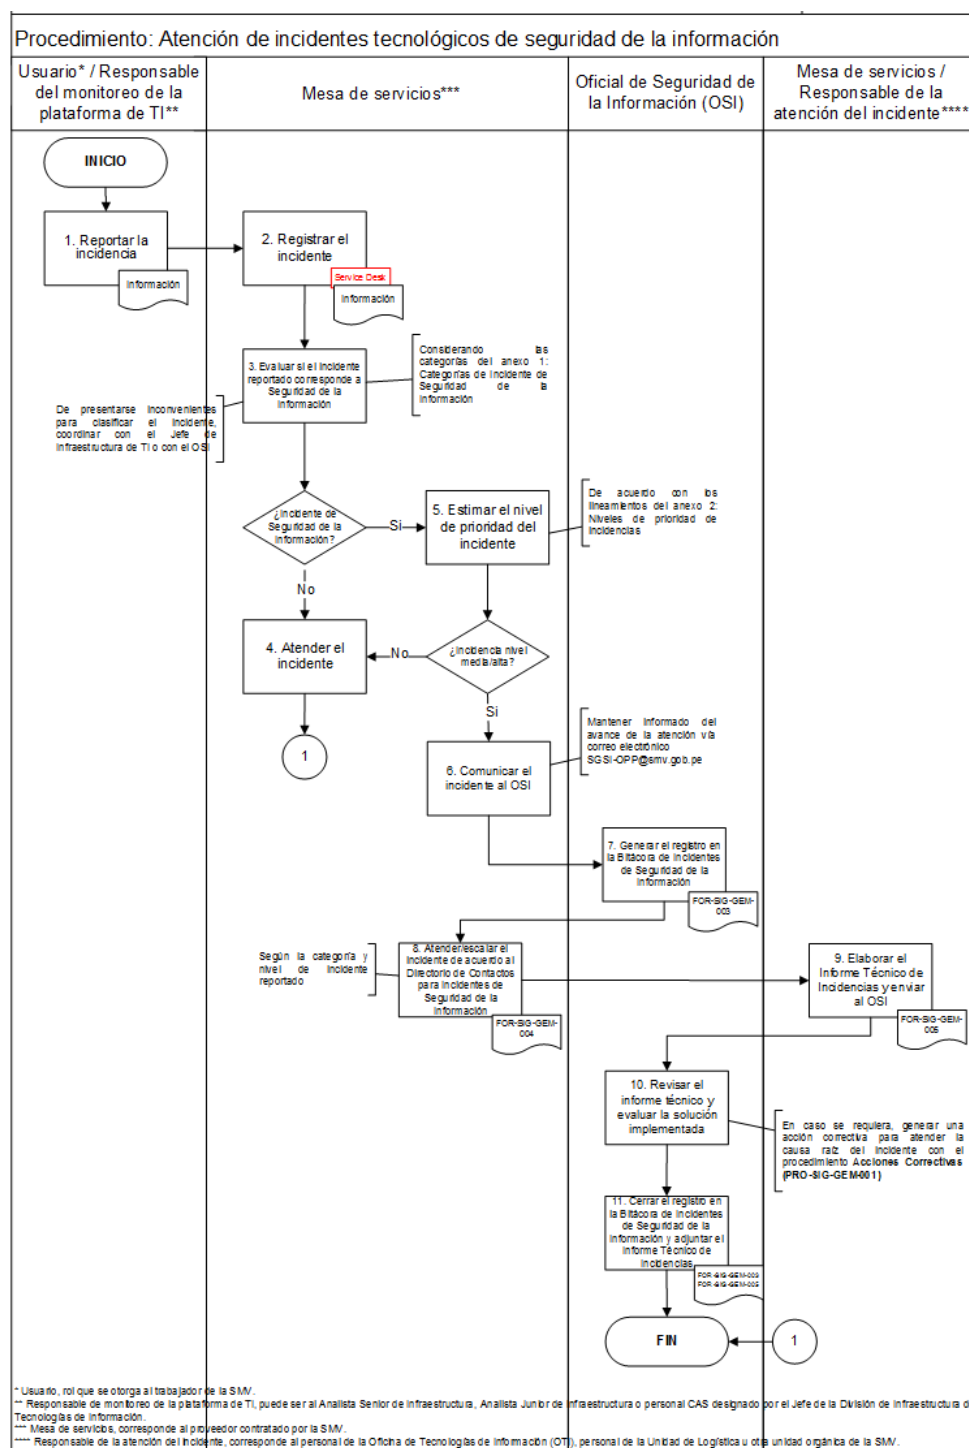 Procedimiento: Atención de incidentes tecnológicos de seguridad de la información
Usuario* / Responsable
del monitoreo de la
plataforma de TI**
Mesa de servicios***
Oficial de Seguridad de
la Información (OSI)
Mesa de servicios /
Responsable de la
atención del incidente****
INICIO
1. Reportar la
incidencia
Información
2. Registrar el
incidente
Service Desk
Información
3. Evaluar si el incidente
reportado corresponde a
Seguridad de la
Información
Considerando las
categorías del anexo 1:
Categorías de Incidente de
Seguridad de la
Información
De presentarse inconvenientes
para clasificar el incidente,
coordinar con el Jefe de
Infraestructura de TI o con el OSI
¿Incidente de
Seguridad de la
Información?
Si
No
5. Estimar el nivel
de prioridad del
incidente
De acuerdo con los
lineamientos del anexo 2:
Niveles de prioridad de
incidencias
4. Atender el
incidente
No
¿Incidencia nivel
media/alta?
Si
1
6. Comunicar el
incidente al OSI
Mantener informado del
avance de la atención vía
correo electrónico
SGSI-OPP@smv.gob.pe
7. Generar el registro en
la Bitácora de Incidentes
de Seguridad de la
Información
FOR-SIG-GEM-
003
Según la categoría y
nivel de incidente
reportado
8. Atender/escalar el
incidente de acuerdo al
Directorio de Contactos
para Incidentes de
Seguridad de la
Información
FOR-SIG-GEM-
004
9. Elaborar el
Informe Técnico de
Incidencias y enviar
al OSI
FOR-SIG-GEM-
005
10. Revisar el
informe técnico y
evaluar la solución
implementada
En caso se requiera, generar una
acción correctiva para atender la
causa raíz del incidente con el
procedimiento Acciones Correctivas
(PRO-SIG-GEM-001)
11. Cerrar el registro en
la Bitácora de Incidentes
de Seguridad de la
Información y adjuntar el
Informe Técnico de
Incidencias
FOR-SIG-GEM-003
FOR-SIG-GEM-005
FIN
1
* Usuario, rol que se otorga al trabajador de la SMV.
** Responsable de monitoreo de la plataforma de TI, puede ser al Analista Senior de Infraestructura, Analista Junior de Infraestructura o personal CAS designado por el Jefe de la División de Infraestructura d
Tecnologías de Información.
*** Mesa de servicios, corresponde al proveedor contratado por la SMV.
**** Responsable de la atención del incidente, corresponde al personal de la Oficina de Tecnologías de Información (OTI), personal de la Unidad de Logística u otra unidad orgánica de la SMV.